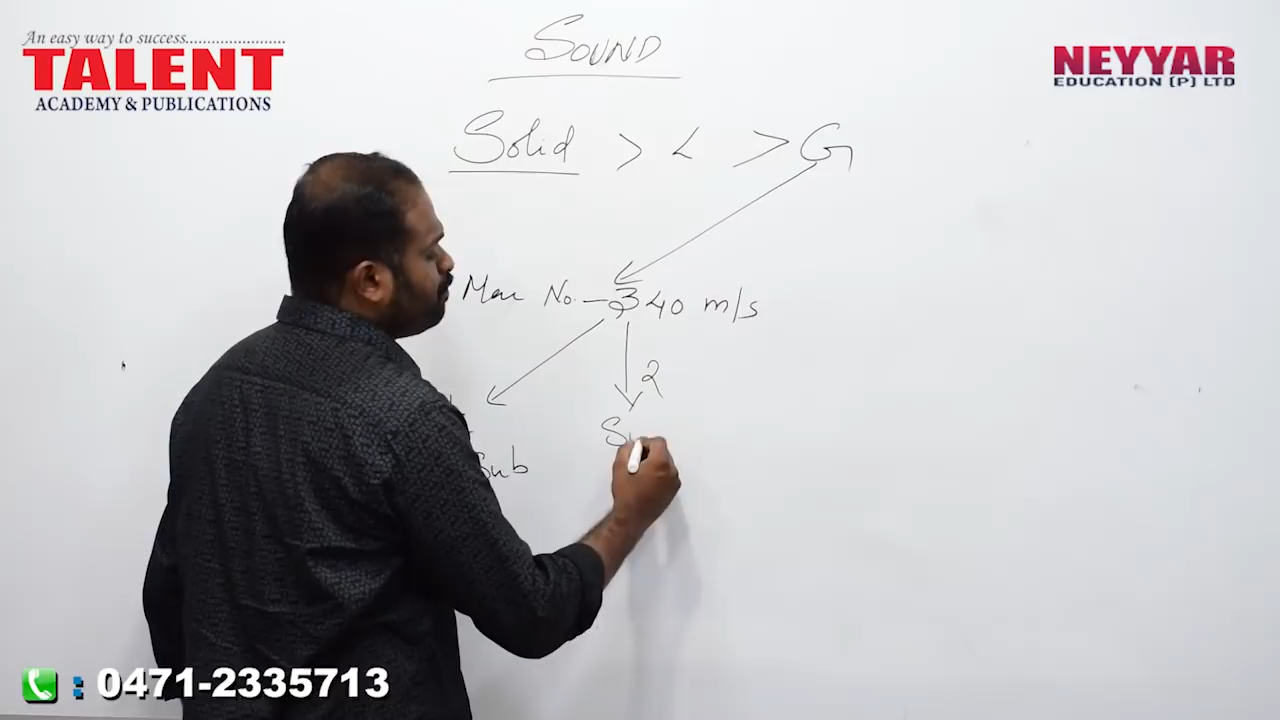 An easy way to success.......................
TALENT
ACADEMY & PUBLICATIONS
NEYYAR
EDUCATION (P) LTD
SOUND
Solid > L > G
No. - 340 m/s
2
Sub
: 0471-2335713